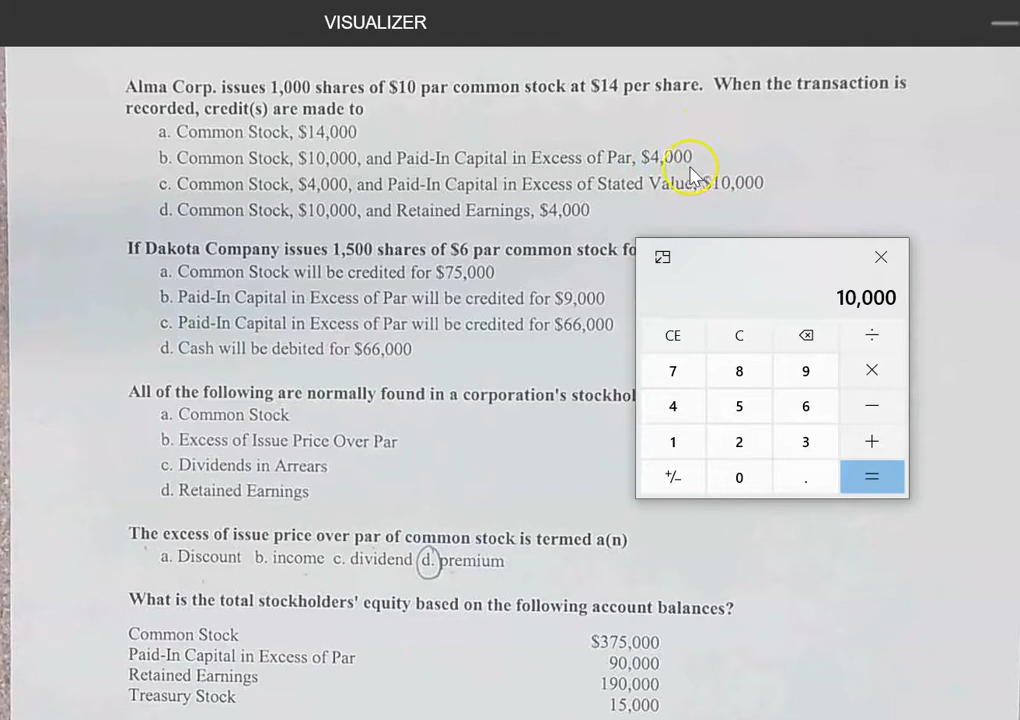 VISUALIZER
Alma Corp. issues 1,000 shares of $10 par common stock at $14 per share. When the transaction is
recorded, credit(s) are made to
a. Common Stock, $14,000
b. Common Stock, $10,000, and Paid-In Capital in Excess of Par, $4,000
c. Common Stock, $4,000, and Paid-In Capital in Excess of Stated Value $10,000
d. Common Stock, $10,000, and Retained Earnings, $4,000
If Dakota Company issues 1,500 shares of $6 par common stock fo
a. Common Stock will be credited for $75,000
b. Paid-In Capital in Excess of Par will be credited for $9,000
c. Paid-In Capital in Excess of Par will be credited for $66,000
d. Cash will be debited for $66,000
All of the following are normally found in a corporation's stockhol
a. Common Stock
b. Excess of Issue Price Over Par
c. Dividends in Arrears
d. Retained Earnings
The excess of issue price over par of common stock is termed a(n)
a. Discount b. income c. dividend d. premium
What is the total stockholders' equity based on the following account balances?
Common Stock $375,000
Paid-In Capital in Excess of Par 90,000
Retained Earnings 190,000
Treasury Stock 15,000
10,000
CE C ⌫ ÷
7 8 9 ×
4 5 6 −
1 2 3 +
+/− 0 . =